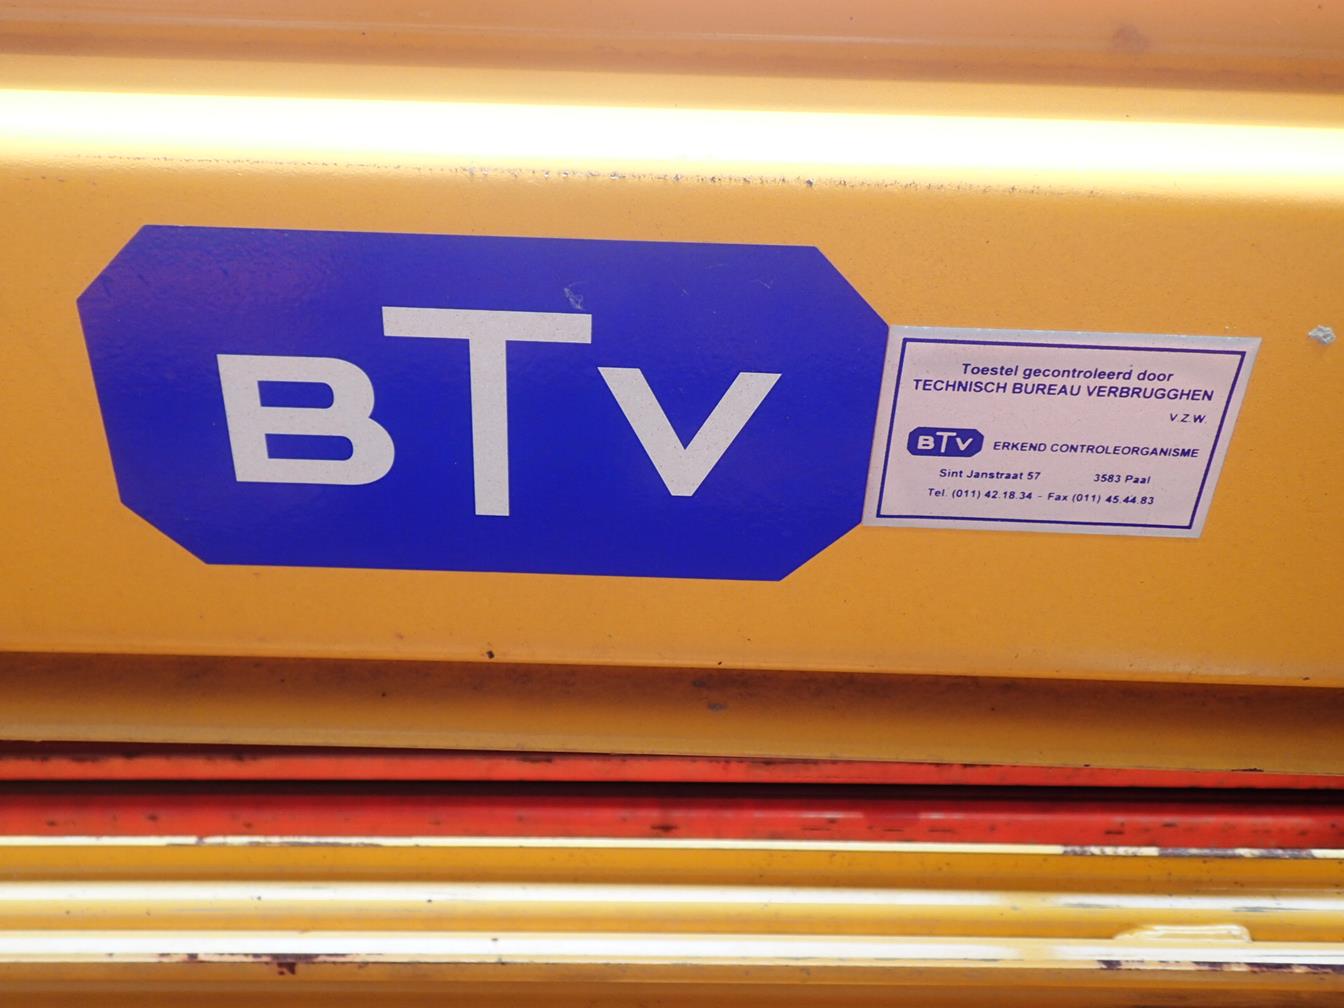 BTV
Toestel gecontroleerd door
TECHNISCH BUREAU VERBRUGGHEN
V.Z.W.
BTV ERKEND CONTROLEORGANISME
Sint Janstraat 57 3583 Paal
Tel. (011) 42.18.34 - Fax (011) 45.44.83